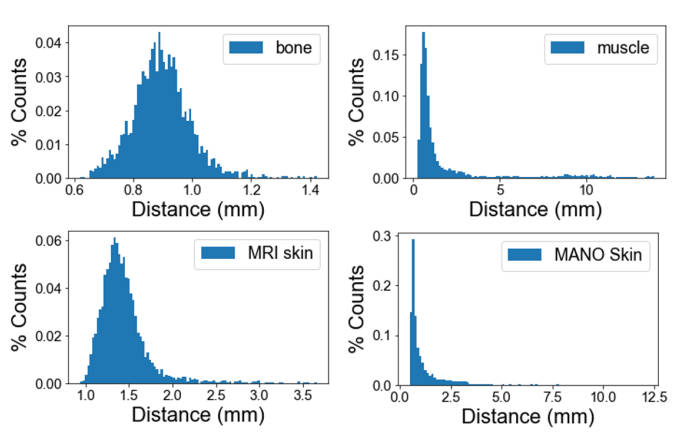 bone
% Counts
0.04
0.03
0.02
0.01
0.00
0.6 0.8 1.0 1.2 1.4
Distance (mm)
muscle
% Counts
0.15
0.10
0.05
0.00
0 5 10
Distance (mm)
MRI skin
% Counts
0.06
0.04
0.02
0.00
1.0 1.5 2.0 2.5 3.0 3.5
Distance (mm)
MANO Skin
% Counts
0.3
0.2
0.1
0.0
0.0 2.5 5.0 7.5 10.0 12.5
Distance (mm)